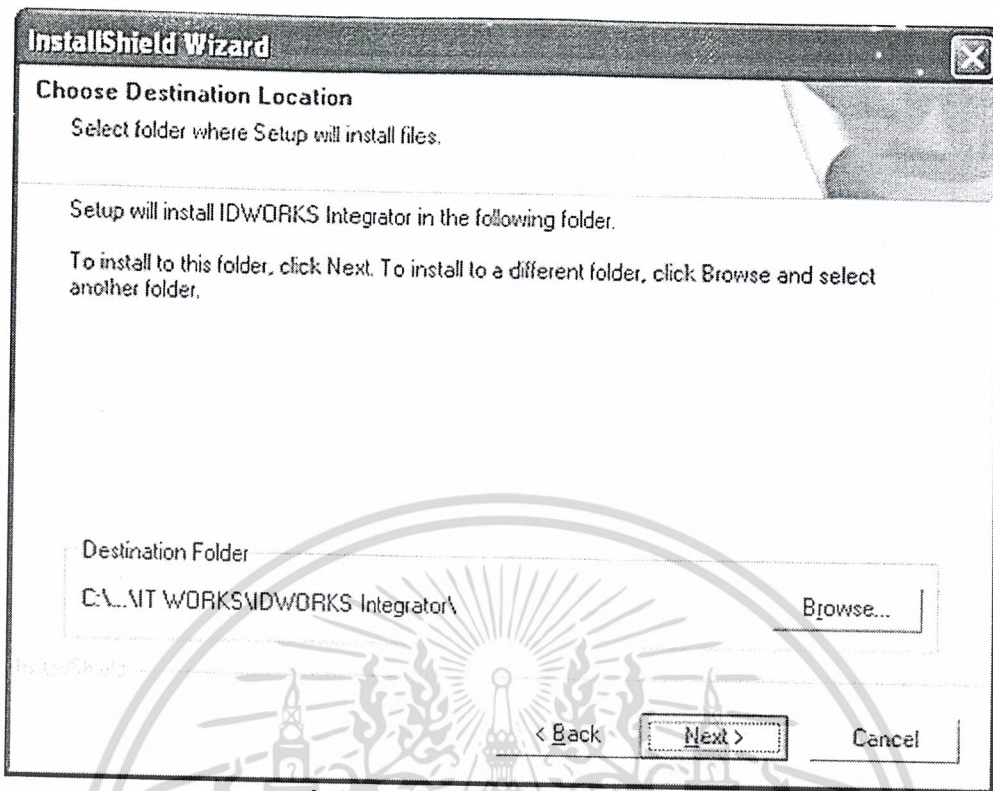 InstallShield Wizard
Choose Destination Location
Select folder where Setup will install files.
Setup will install IDWORKS Integrator in the following folder.
To install to this folder, click Next. To install to a different folder, click Browse and select
another folder.
Destination Folder
C:\...\IT WORKS\IDWORKS Integrator\
Browse...
InstallShield
< Back
Next >
Cancel